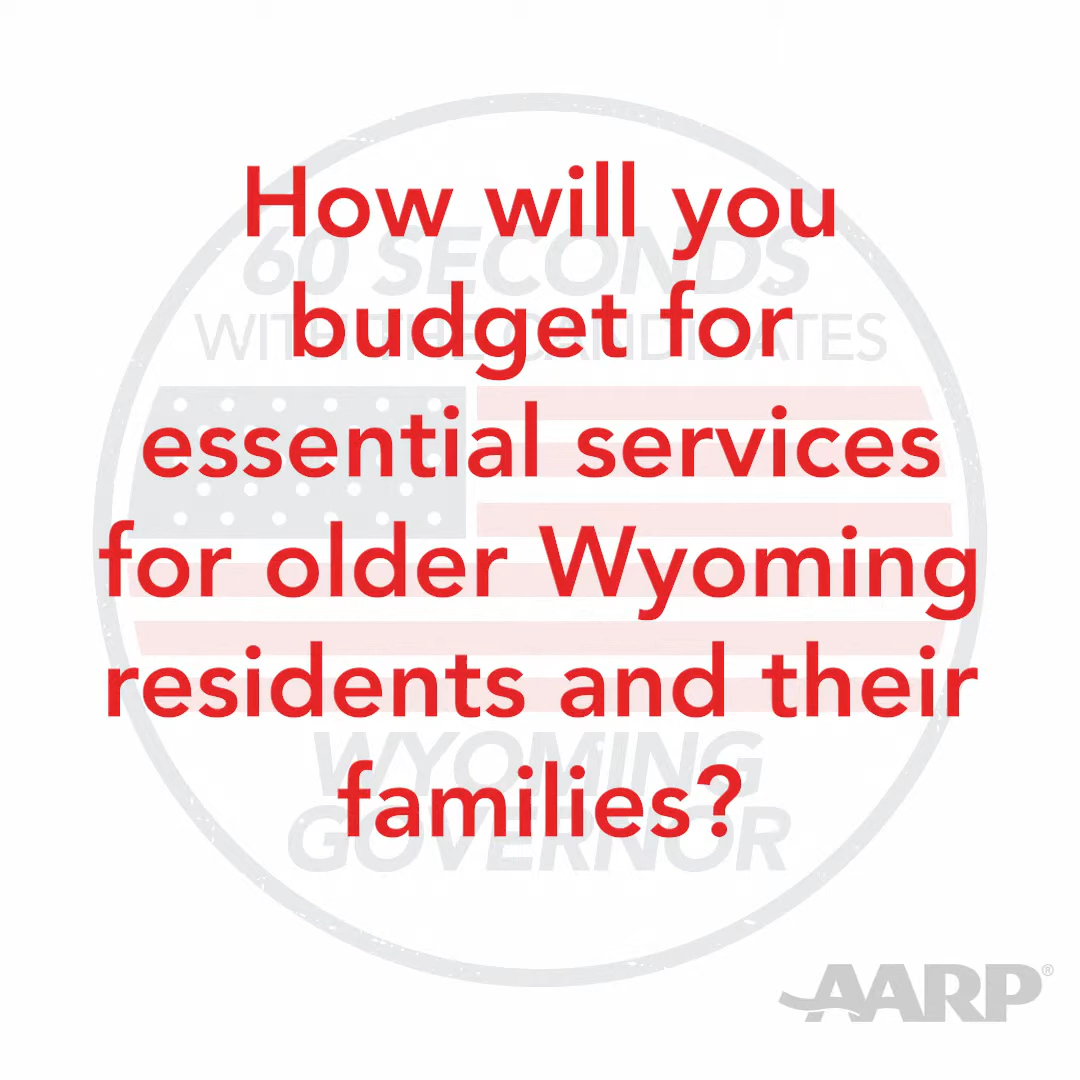 How will you
60 SECONDS
budget for
WITH THE CANDIDATES
essential services
for older Wyoming
residents and their
WYOMING
families?
GOVERNOR
AARP®